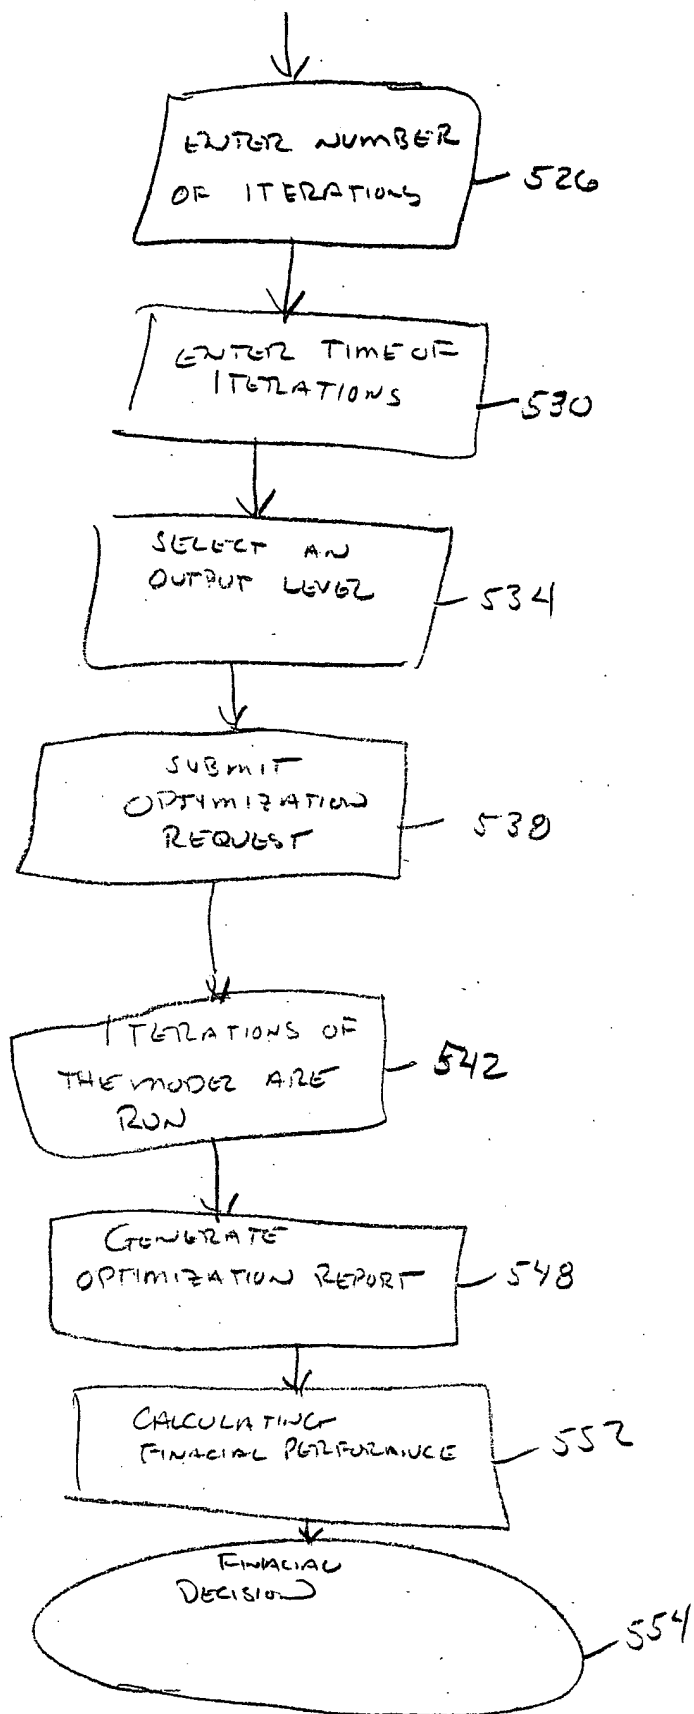 ENTER NUMBER
OF ITERATIONS
526
ENTER TIME OF
ITERATIONS
530
SELECT AN
OUTPUT LEVEL
534
SUBMIT
OPTYMIZATION
REQUEST
538
ITERATIONS OF
THE MODEL ARE
RUN
542
GENERATE
OPTIMIZATION REPORT
548
CALCULATING
FINACIAL PERFORMANCE
552
FINACIAL
DECISION
554